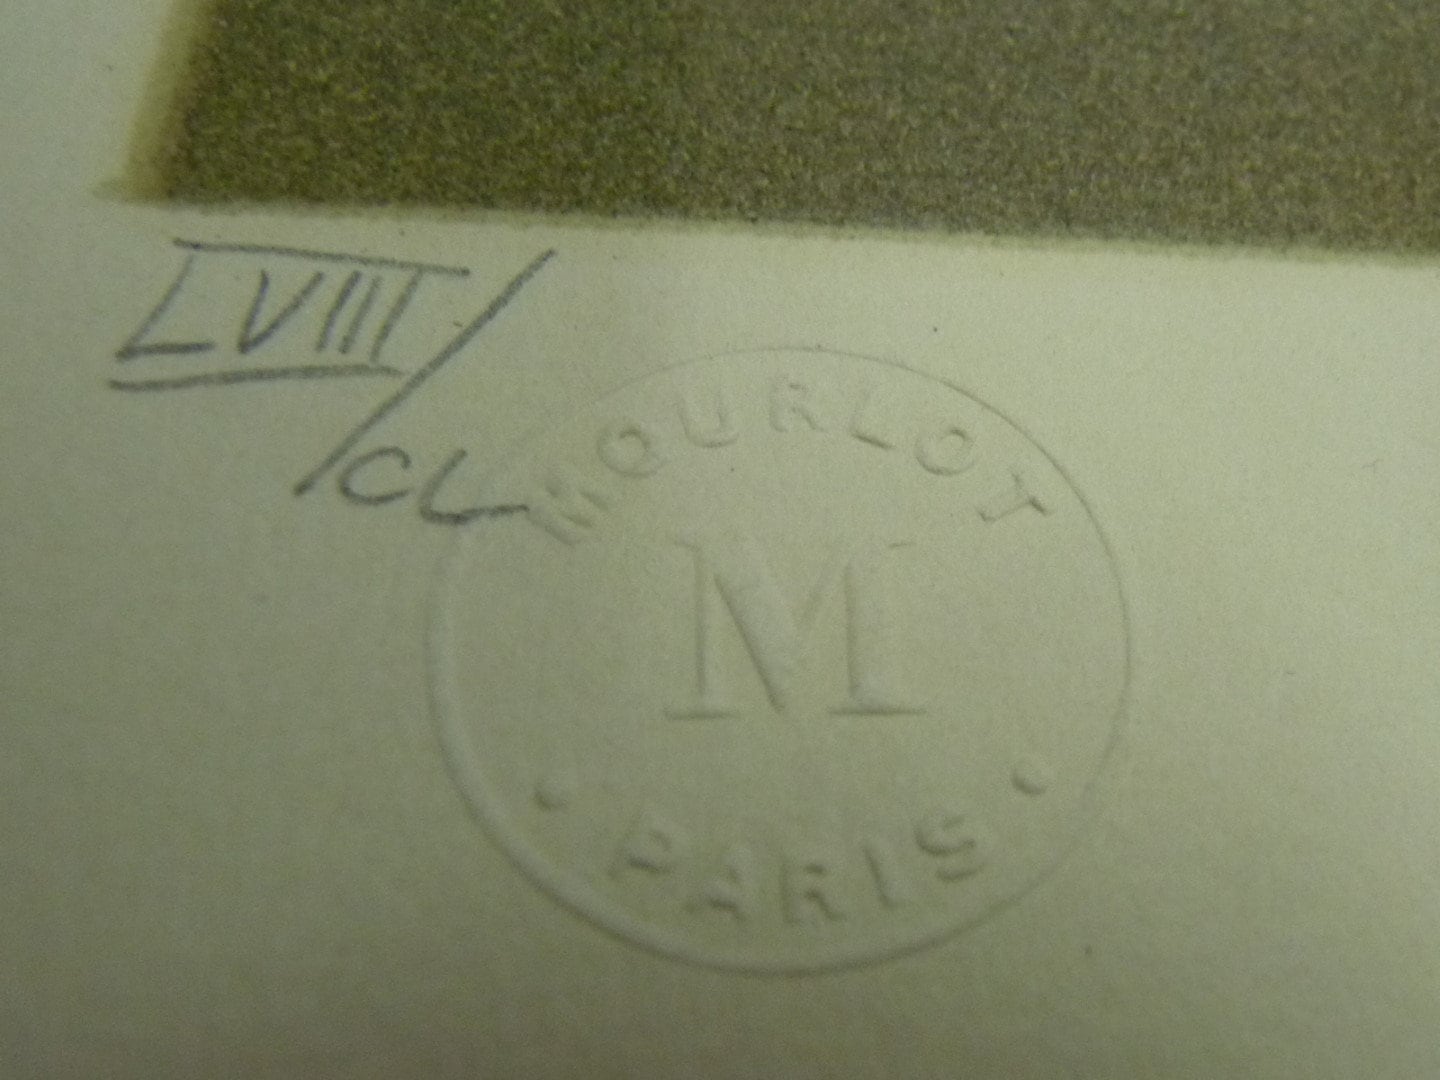 LVIII/CL
MOURLOT
M
• PARIS •